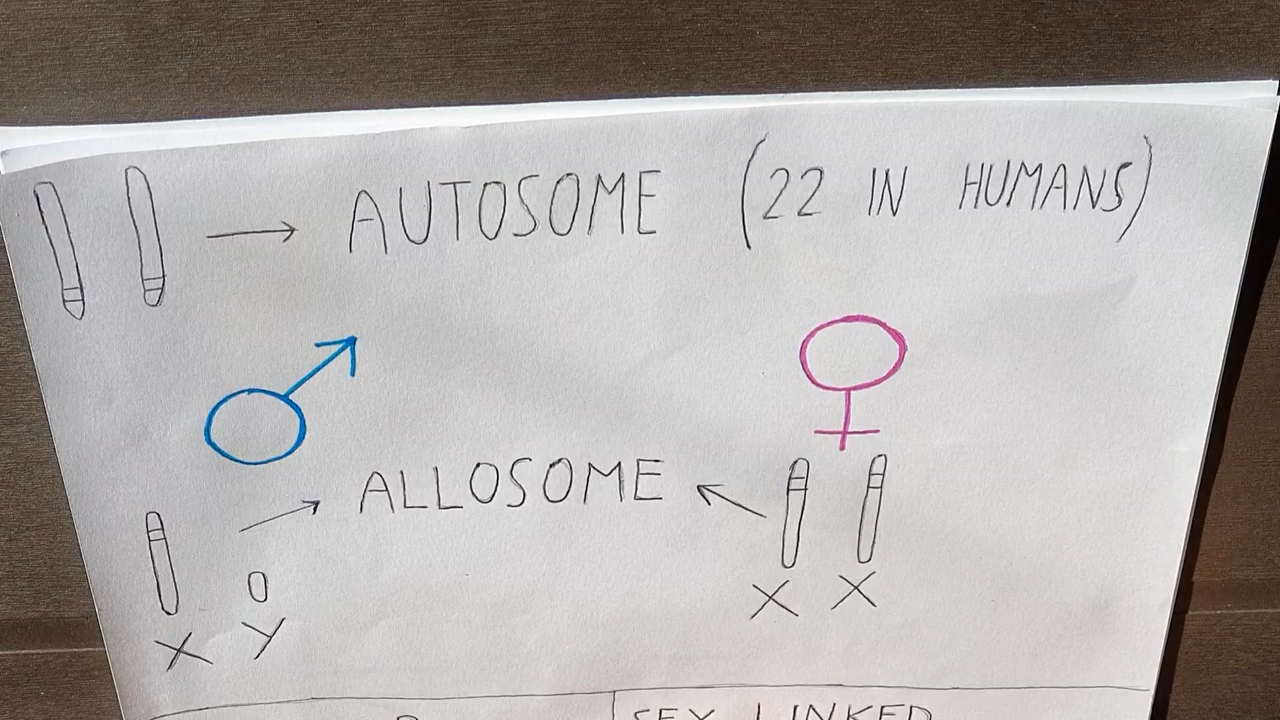 AUTOSOME (22 IN HUMANS)
ALLOSOME
X Y
X X
SEX LINKED